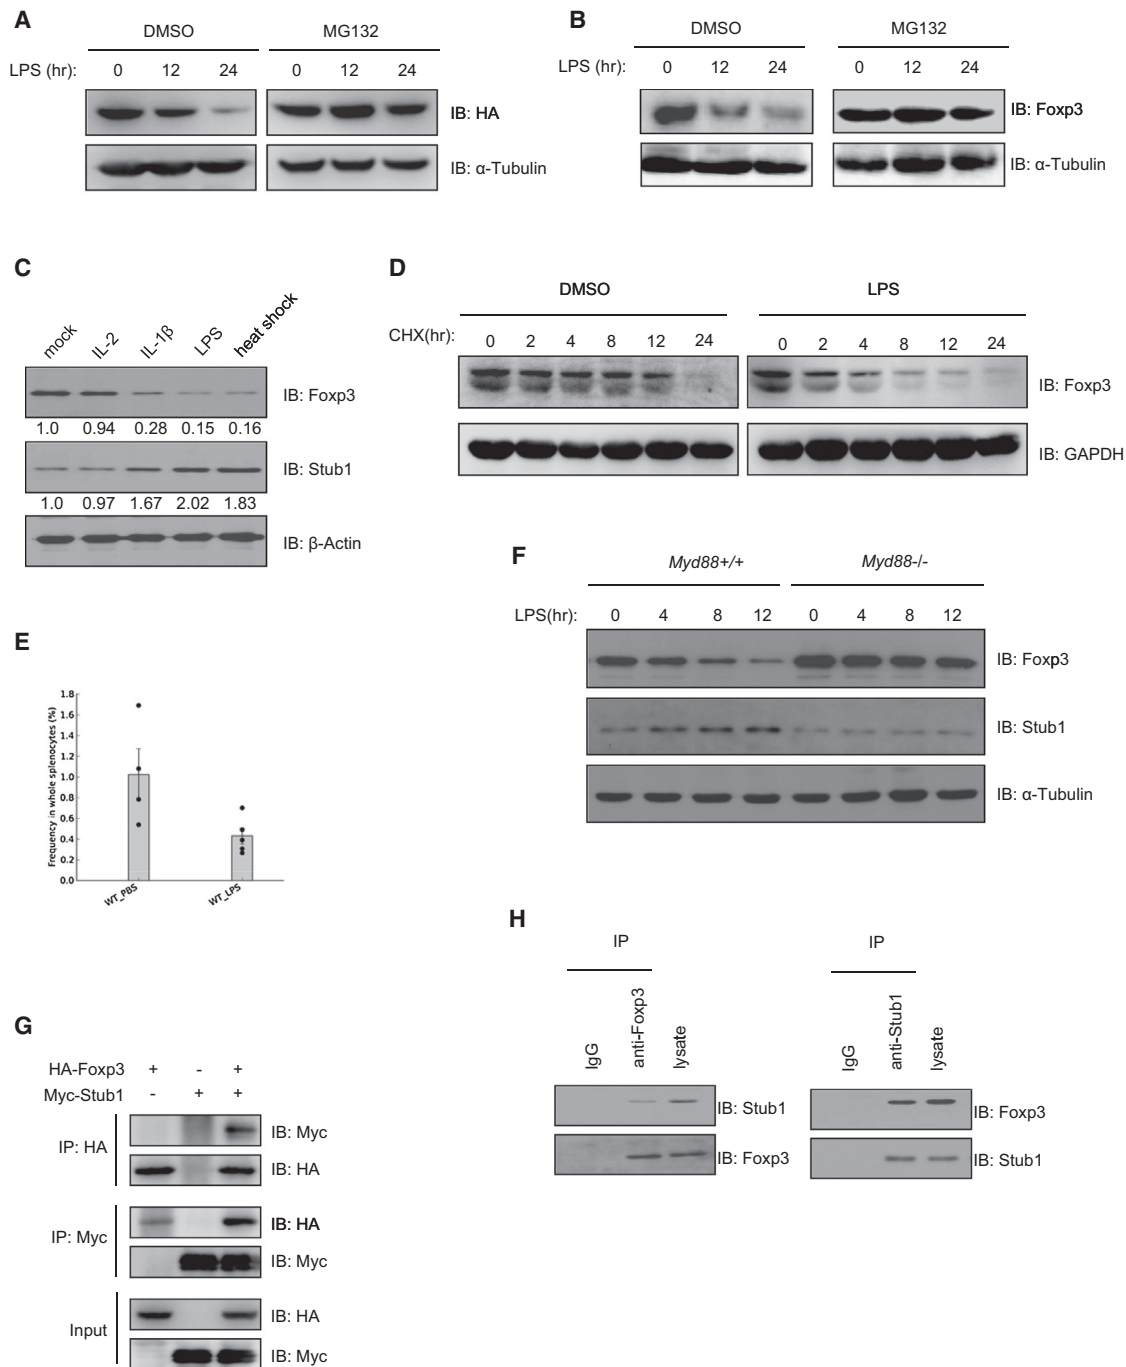 A
DMSO MG132
LPS (hr): 0 12 24 0 12 24
IB: HA
IB: α-Tubulin
B
DMSO MG132
LPS (hr): 0 12 24 0 12 24
IB: Foxp3
IB: α-Tubulin
C
mock IL-2 IL-1β LPS heat shock
IB: Foxp3
1.0 0.94 0.28 0.15 0.16
IB: Stub1
1.0 0.97 1.67 2.02 1.83
IB: β-Actin
D
DMSO LPS
CHX(hr): 0 2 4 8 12 24 0 2 4 8 12 24
IB: Foxp3
IB: GAPDH
E
Frequency in whole splenocytes (%)
1.8
1.6
1.4
1.2
1.0
0.8
0.6
0.4
0.2
0.0
WT_PBS WT_LPS
F
Myd88+/+ Myd88-/-
LPS(hr): 0 4 8 12 0 4 8 12
IB: Foxp3
IB: Stub1
IB: α-Tubulin
G
HA-Foxp3 + - +
Myc-Stub1 - + +
IP: HA
IB: Myc
IB: HA
IP: Myc
IB: HA
IB: Myc
Input
IB: HA
IB: Myc
H
IP
IgG anti-Foxp3 lysate
IB: Stub1
IB: Foxp3
IP
IgG anti-Stub1 lysate
IB: Foxp3
IB: Stub1